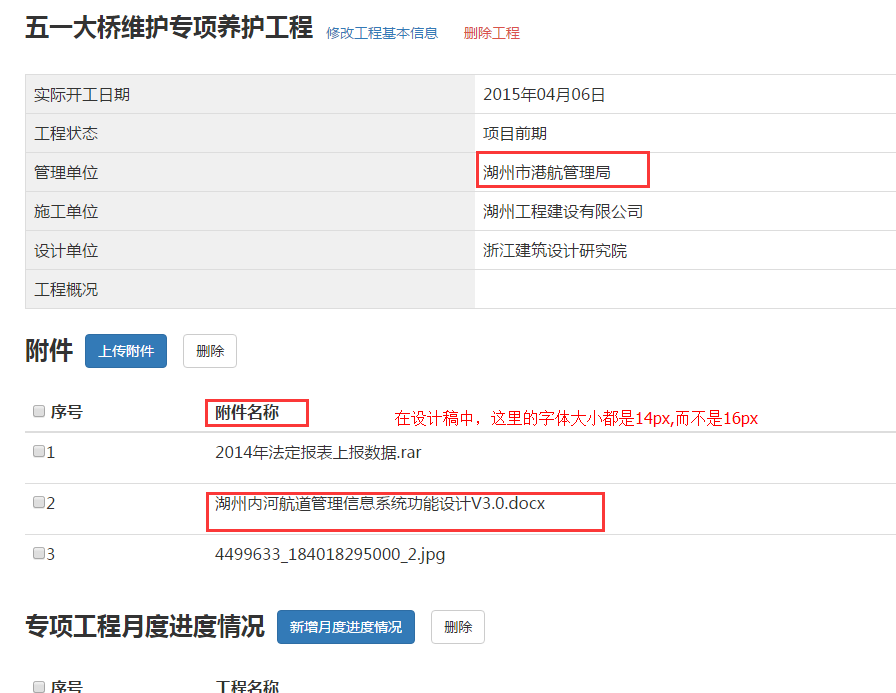 五一大桥维护专项养护工程 修改工程基本信息 删除工程
实际开工日期 2015年04月06日
工程状态 项目前期
管理单位 湖州市港航管理局
施工单位 湖州工程建设有限公司
设计单位 浙江建筑设计研究院
工程概况
附件 上传附件 删除
序号 附件名称
在设计稿中，这里的字体大小都是14px,而不是16px
1 2014年法定报表上报数据.rar
2 湖州内河航道管理信息系统功能设计V3.0.docx
3 4499633_184018295000_2.jpg
专项工程月度进度情况 新增月度进度情况 删除
序号 工程名称